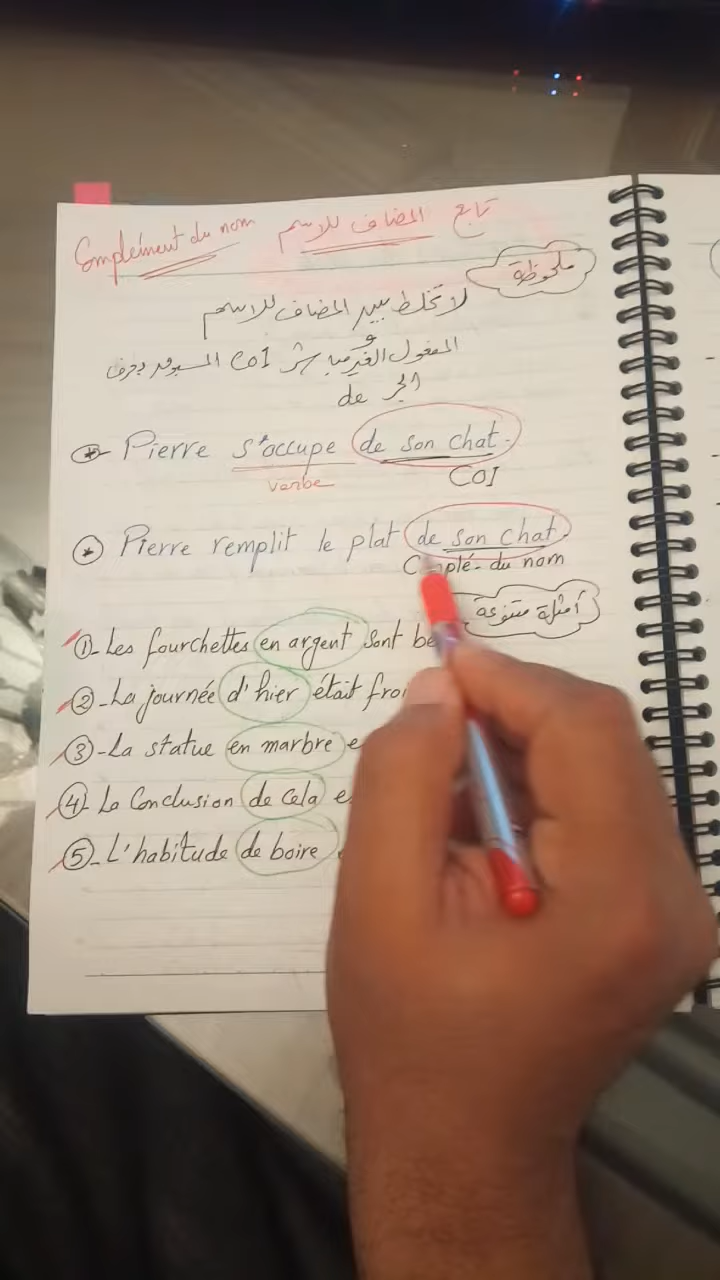 Complément du nom تابع المضاف للاسم
ملحوظة
لا تخلط بين المضاف للاسم
و
المفعول الغير مباشر COI المسبوق بحرف
الجر de
* Pierre s'occupe de son chat.
verbe COI
* Pierre remplit le plat de son chat.
Complé. du nom
أمثلة متنوعة
①- Les fourchettes en argent sont be
②- La journée d'hier était froi
③- La statue en marbre e
④- La Conclusion de cela e
⑤- L'habitude de boire